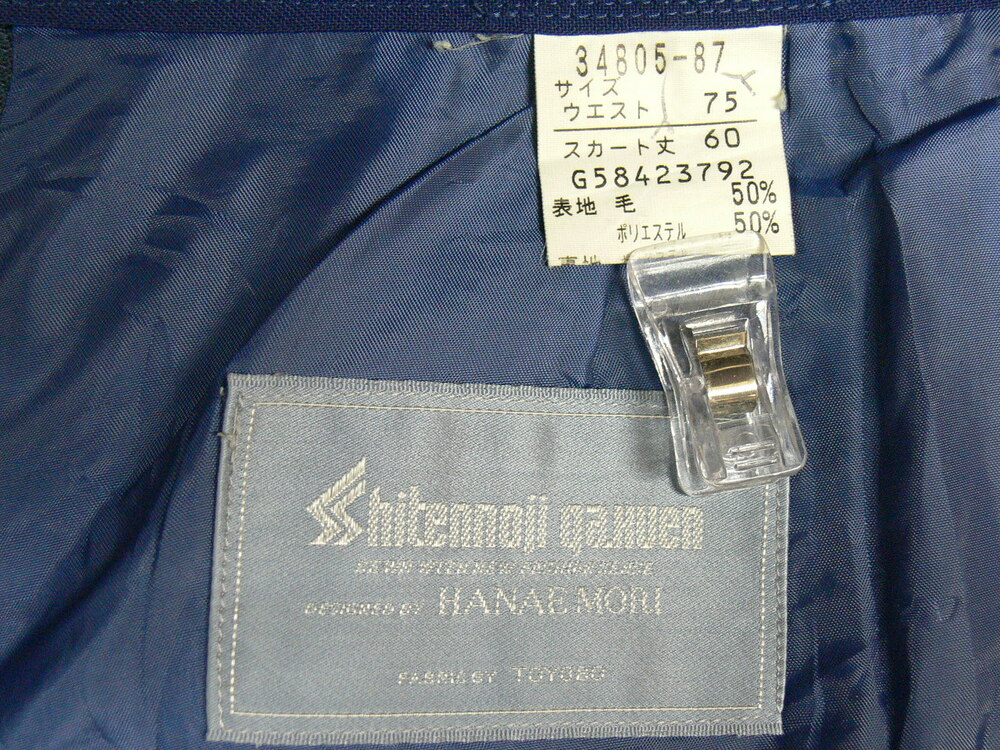 34805-87
サイズ
ウエスト 75
スカート丈 60
G58423792
表地 毛 50%
ポリエステル 50%
Shitennoji gakuen
DESIGNED BY HANAE MORI
FABRIC BY TOYOBO